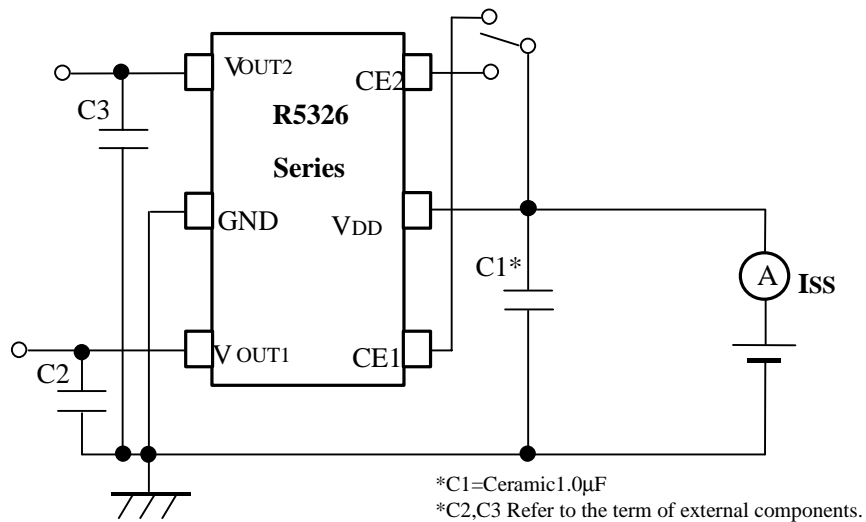 VOUT2
CE2
C3
R5326
Series
GND
VDD
C1*
A
ISS
VOUT1
CE1
C2
*C1=Ceramic1.0μF
*C2,C3 Refer to the term of external components.